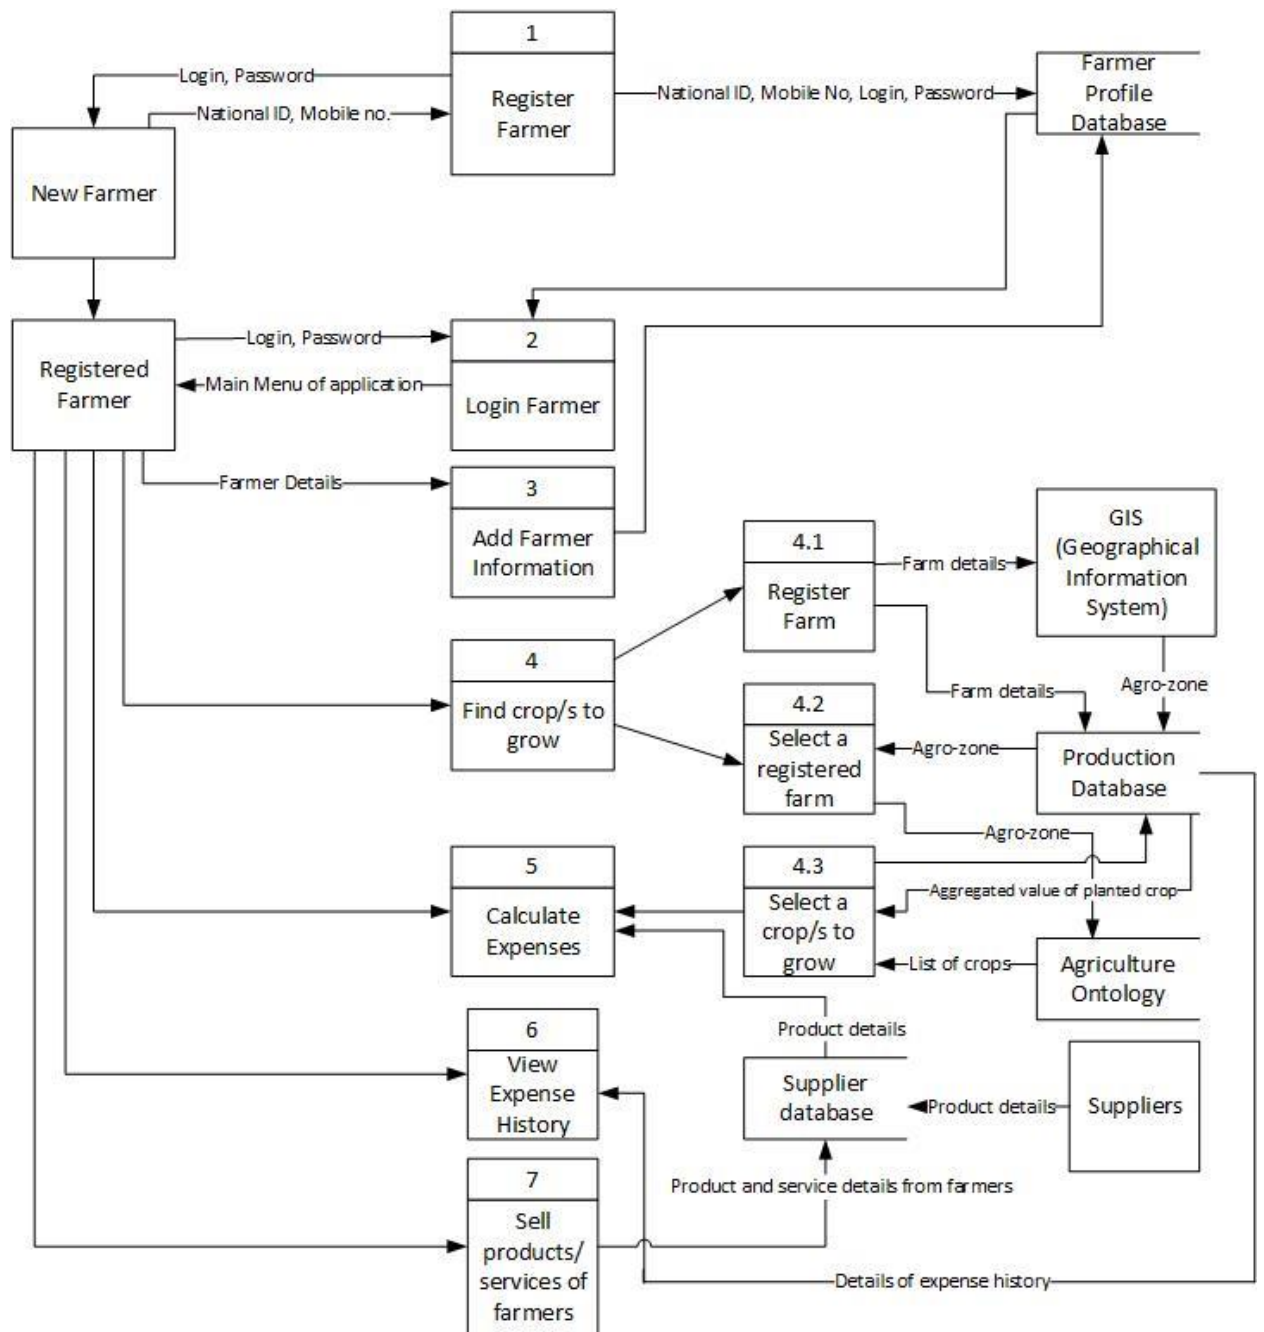 1
Login, Password
Register
Farmer
National ID, Mobile No, Login, Password
Farmer
Profile
Database
National ID, Mobile no.
New Farmer
Registered
Farmer
Login, Password
Main Menu of application
2
Login Farmer
Farmer Details
3
Add Farmer
Information
4.1
Register
Farm
Farm details
GIS
(Geographical
Information
System)
4
Find crop/s to
grow
Farm details
Agro-zone
4.2
Select a
registered
farm
Agro-zone
Production
Database
Agro-zone
5
Calculate
Expenses
4.3
Select a
crop/s to
grow
Aggregated value of planted crop
List of crops
Agriculture
Ontology
6
View
Expense
History
Product details
Supplier
database
Product details
Suppliers
Product and service details from farmers
7
Sell
products/
services of
farmers
Details of expense history